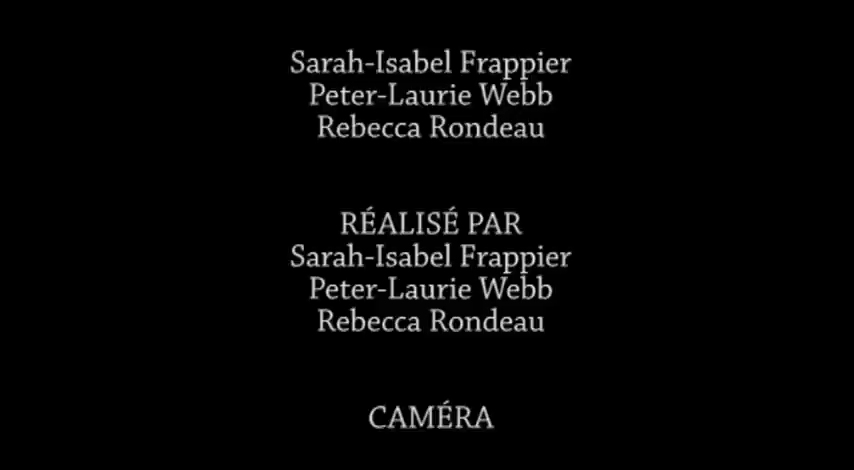 Sarah-Isabel Frappier
Peter-Laurie Webb
Rebecca Rondeau
RÉALISÉ PAR
Sarah-Isabel Frappier
Peter-Laurie Webb
Rebecca Rondeau
CAMÉRA